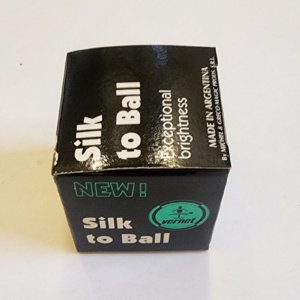 Silk
to Ball
Exceptional
brightness
MADE IN ARGENTINA
NEW!
Silk
to Ball
vernet